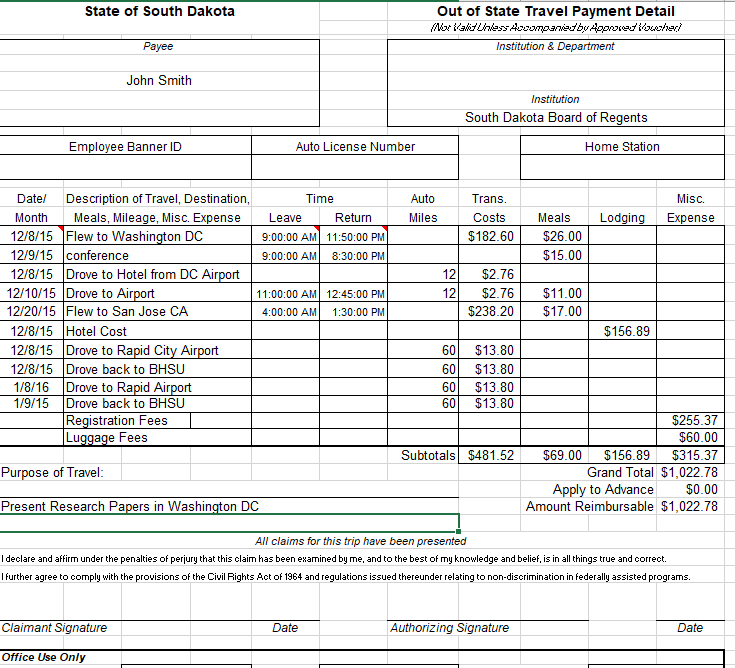 State of South Dakota Out of State Travel Payment Detail
(Not Valid Unless Accompanied by Approved Voucher)
Payee Institution & Department
John Smith
Institution
South Dakota Board of Regents
Employee Banner ID Auto License Number Home Station
Date/ Description of Travel, Destination, Time Auto Trans. Misc.
Month Meals, Mileage, Misc. Expense Leave Return Miles Costs Meals Lodging Expense
12/8/15 Flew to Washington DC 9:00:00 AM 11:50:00 PM $182.60 $26.00
12/9/15 conference 9:00:00 AM 8:30:00 PM $15.00
12/8/15 Drove to Hotel from DC Airport 12 $2.76
12/10/15 Drove to Airport 11:00:00 AM 12:45:00 PM 12 $2.76 $11.00
12/20/15 Flew to San Jose CA 4:00:00 AM 1:30:00 PM $238.20 $17.00
12/8/15 Hotel Cost $156.89
12/8/15 Drove to Rapid City Airport 60 $13.80
12/8/15 Drove back to BHSU 60 $13.80
1/8/16 Drove to Rapid Airport 60 $13.80
1/9/15 Drove back to BHSU 60 $13.80
Registration Fees $255.37
Luggage Fees $60.00
Subtotals $481.52 $69.00 $156.89 $315.37
Purpose of Travel: Grand Total $1,022.78
Apply to Advance $0.00
Present Research Papers in Washington DC Amount Reimbursable $1,022.78
All claims for this trip have been presented
I declare and affirm under the penalties of perjury that this claim has been examined by me, and to the best of my knowledge and belief, is in all things true and correct.
I further agree to comply with the provisions of the Civil Rights Act of 1964 and regulations issued thereunder relating to non-discrimination in federally assisted programs.
Claimant Signature Date Authorizing Signature Date
Office Use Only